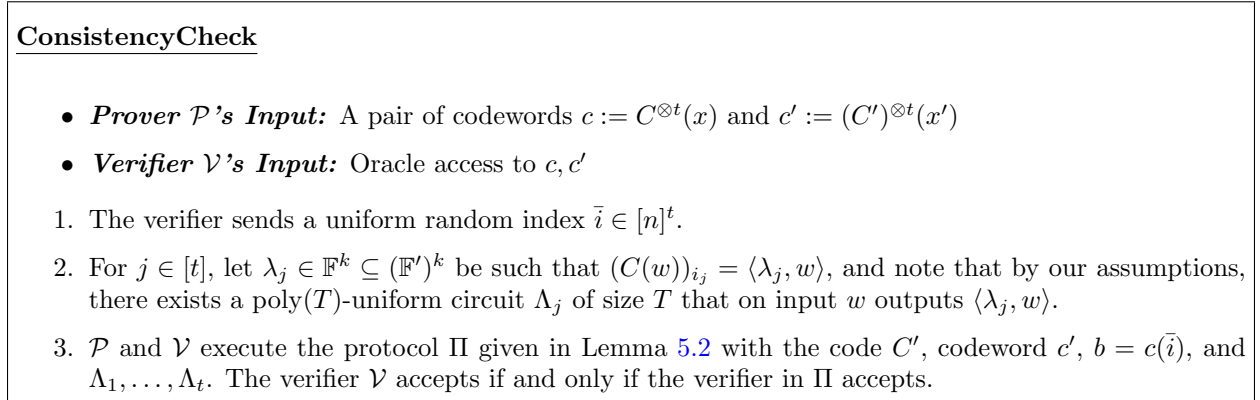 ConsistencyCheck
• Prover 𝒫's Input: A pair of codewords c := C^{⊗t}(x) and c′ := (C′)^{⊗t}(x′)
• Verifier 𝒱's Input: Oracle access to c, c′
1. The verifier sends a uniform random index ī ∈ [n]^t.
2. For j ∈ [t], let λ_j ∈ 𝔽^k ⊆ (𝔽′)^k be such that (C(w))_{i_j} = ⟨λ_j, w⟩, and note that by our assumptions,
there exists a poly(T)-uniform circuit Λ_j of size T that on input w outputs ⟨λ_j, w⟩.
3. 𝒫 and 𝒱 execute the protocol Π given in Lemma 5.2 with the code C′, codeword c′, b = c(ī), and
Λ_1, . . . , Λ_t. The verifier 𝒱 accepts if and only if the verifier in Π accepts.